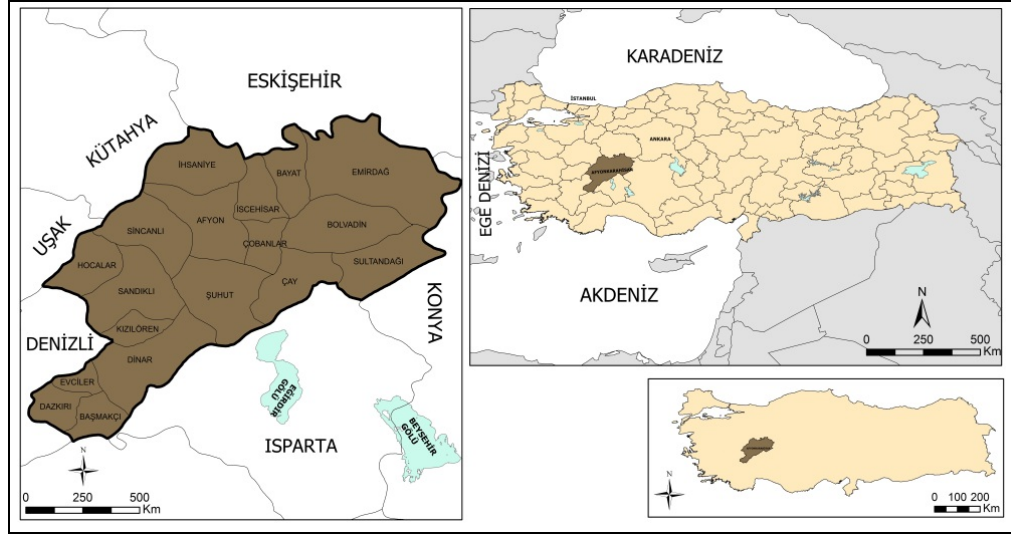 ESKİŞEHİR
KÜTAHYA
UŞAK
DENİZLİ
ISPARTA
KONYA
İHSANİYE
BAYAT
EMİRDAĞ
İSCEHİSAR
AFYON
SİNCANLI
BOLVADİN
ÇOBANLAR
HOCALAR
SULTANDAĞI
SANDIKLI
ŞUHUT
ÇAY
KIZILÖREN
DİNAR
EVCİLER
DAZKIRI
BAŞMAKÇI
EĞİRDİR
GÖLÜ
BEYŞEHİR
GÖLÜ
N
0 250 500
Km
KARADENİZ
İSTANBUL
ANKARA
AFYONKARAHİSAR
EGE DENİZİ
AKDENİZ
N
0 250 500
Km
N
0 100 200
Km